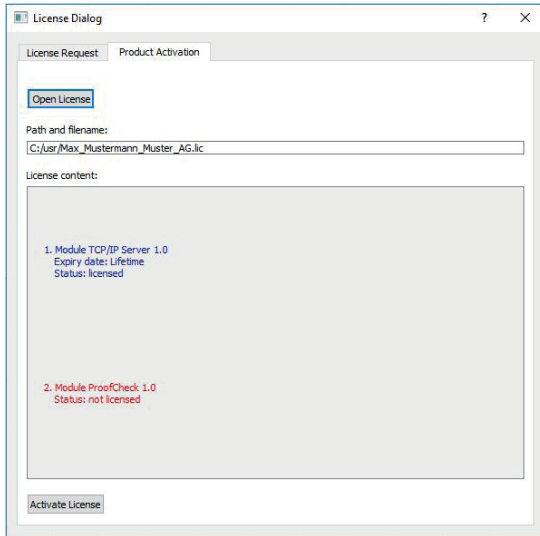 License Dialog
?
License Request
Product Activation
Open License
Path and filename:
C:/usr/Max_Mustermann_Muster_AG.lic
License content:
1. Module TCP/IP Server 1.0
Expiry date: Lifetime
Status: licensed
2. Module ProofCheck 1.0
Status: not licensed
Activate License